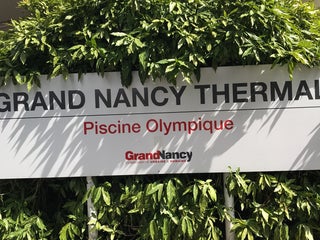 GRAND NANCY THERMAL
Piscine Olympique
GrandNancy